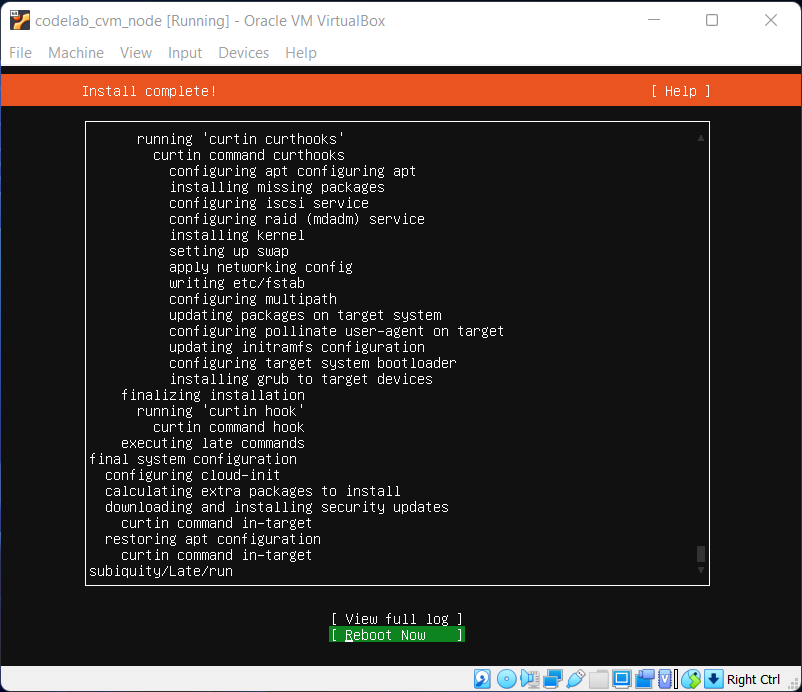 codelab_cvm_node [Running] - Oracle VM VirtualBox
File Machine View Input Devices Help
Install complete! [ Help ]
running 'curtin curthooks'
curtin command curthooks
configuring apt configuring apt
installing missing packages
configuring iscsi service
configuring raid (mdadm) service
installing kernel
setting up swap
apply networking config
writing etc/fstab
configuring multipath
updating packages on target system
configuring pollinate user-agent on target
updating initramfs configuration
configuring target system bootloader
installing grub to target devices
finalizing installation
running 'curtin hook'
curtin command hook
executing late commands
final system configuration
configuring cloud-init
calculating extra packages to install
downloading and installing security updates
curtin command in-target
restoring apt configuration
curtin command in-target
subiquity/Late/run
[ View full log ]
[ Reboot Now ]
Right Ctrl